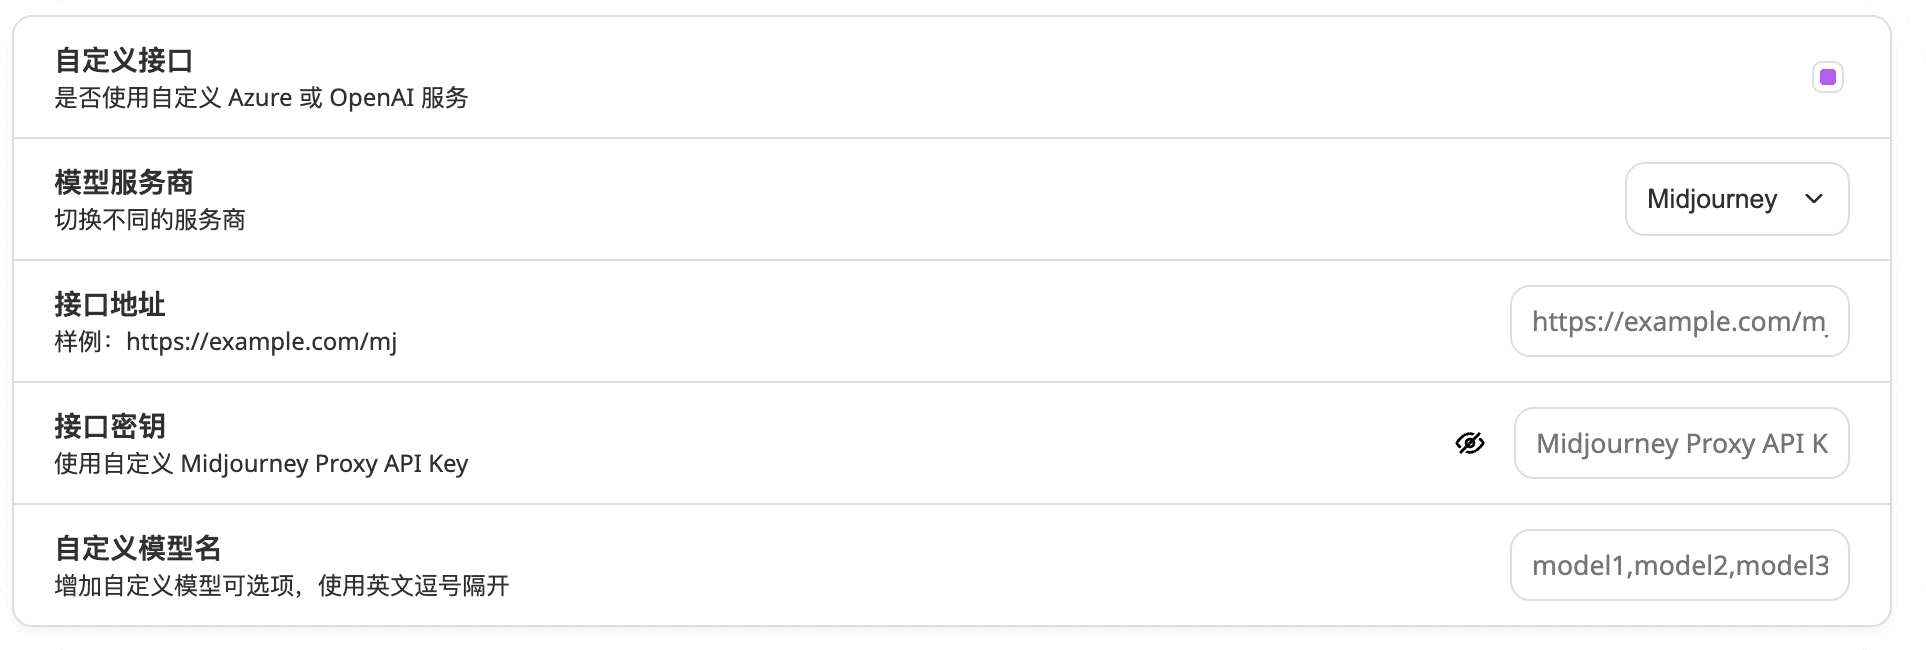 自定义接口
是否使用自定义 Azure 或 OpenAI 服务
模型服务商
切换不同的服务商
Midjourney
接口地址
样例：https://example.com/mj
https://example.com/mj
接口密钥
使用自定义 Midjourney Proxy API Key
Midjourney Proxy API K
自定义模型名
增加自定义模型可选项，使用英文逗号隔开
model1,model2,model3